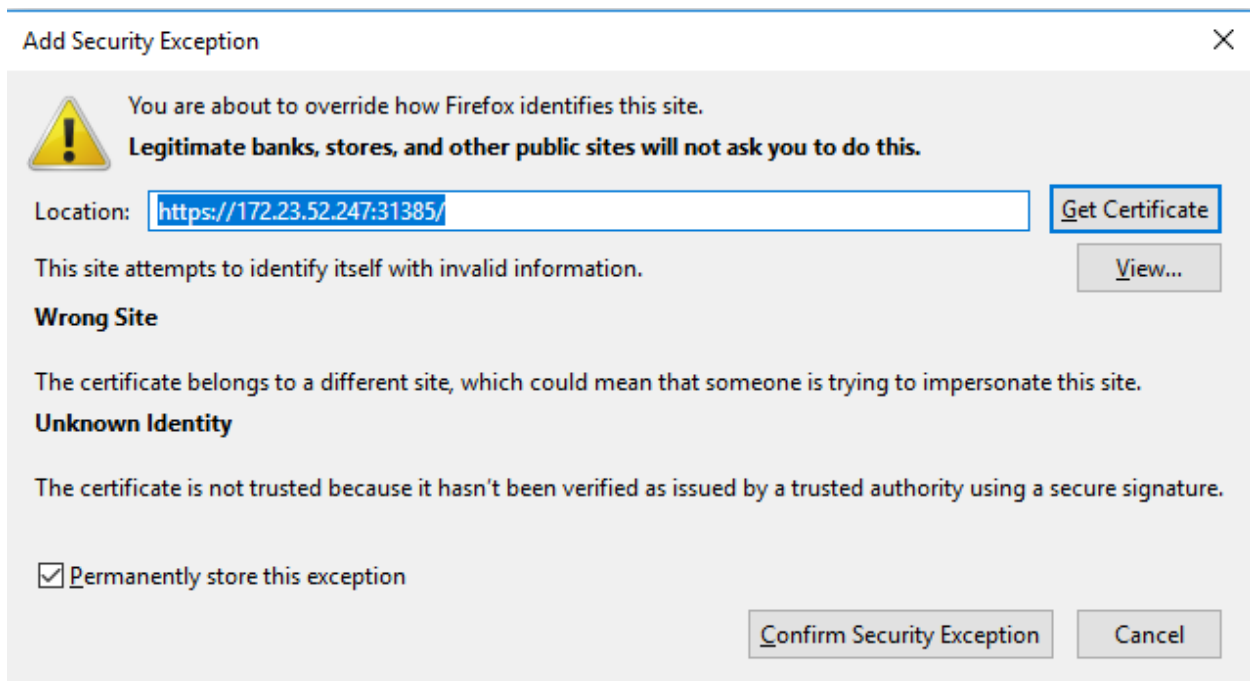 Add Security Exception
You are about to override how Firefox identifies this site.
Legitimate banks, stores, and other public sites will not ask you to do this.
Location: https://172.23.52.247:31385/ Get Certificate
This site attempts to identify itself with invalid information. View...
Wrong Site
The certificate belongs to a different site, which could mean that someone is trying to impersonate this site.
Unknown Identity
The certificate is not trusted because it hasn't been verified as issued by a trusted authority using a secure signature.
Permanently store this exception
Confirm Security Exception Cancel